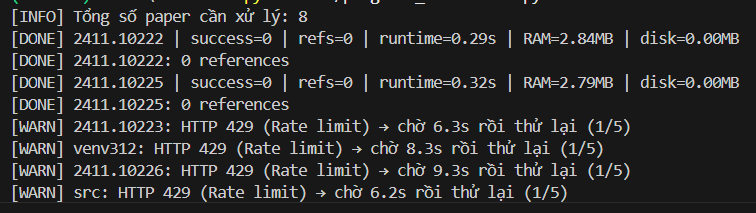 [INFO] Tổng số paper cần xử lý: 8
[DONE] 2411.10222 | success=0 | refs=0 | runtime=0.29s | RAM=2.84MB | disk=0.00MB
[DONE] 2411.10222: 0 references
[DONE] 2411.10225 | success=0 | refs=0 | runtime=0.32s | RAM=2.79MB | disk=0.00MB
[DONE] 2411.10225: 0 references
[WARN] 2411.10223: HTTP 429 (Rate limit) → chờ 6.3s rồi thử lại (1/5)
[WARN] venv312: HTTP 429 (Rate limit) → chờ 8.3s rồi thử lại (1/5)
[WARN] 2411.10226: HTTP 429 (Rate limit) → chờ 9.3s rồi thử lại (1/5)
[WARN] src: HTTP 429 (Rate limit) → chờ 6.2s rồi thử lại (1/5)